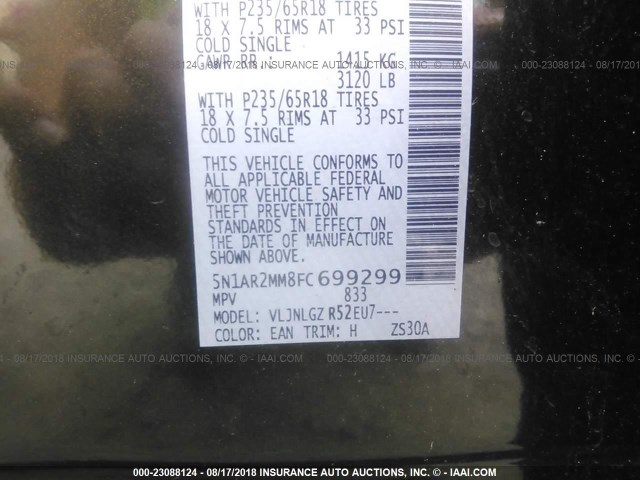 WITH P235/65R18 TIRES
18 X 7.5 RIMS AT 33 PSI
COLD SINGLE
GAWR RR : 1415 KG
3120 LB
WITH P235/65R18 TIRES
18 X 7.5 RIMS AT 33 PSI
COLD SINGLE
THIS VEHICLE CONFORMS TO
ALL APPLICABLE FEDERAL
MOTOR VEHICLE SAFETY AND
THEFT PREVENTION
STANDARDS IN EFFECT ON
THE DATE OF MANUFACTURE
SHOWN ABOVE.
5N1AR2MM8FC699299
MPV 833
MODEL: VLJNLGZ R52EU7---
COLOR: EAN TRIM: H ZS30A
000-23088124 - 08/17/2018 INSURANCE AUTO AUCTIONS © - IAAI.COM